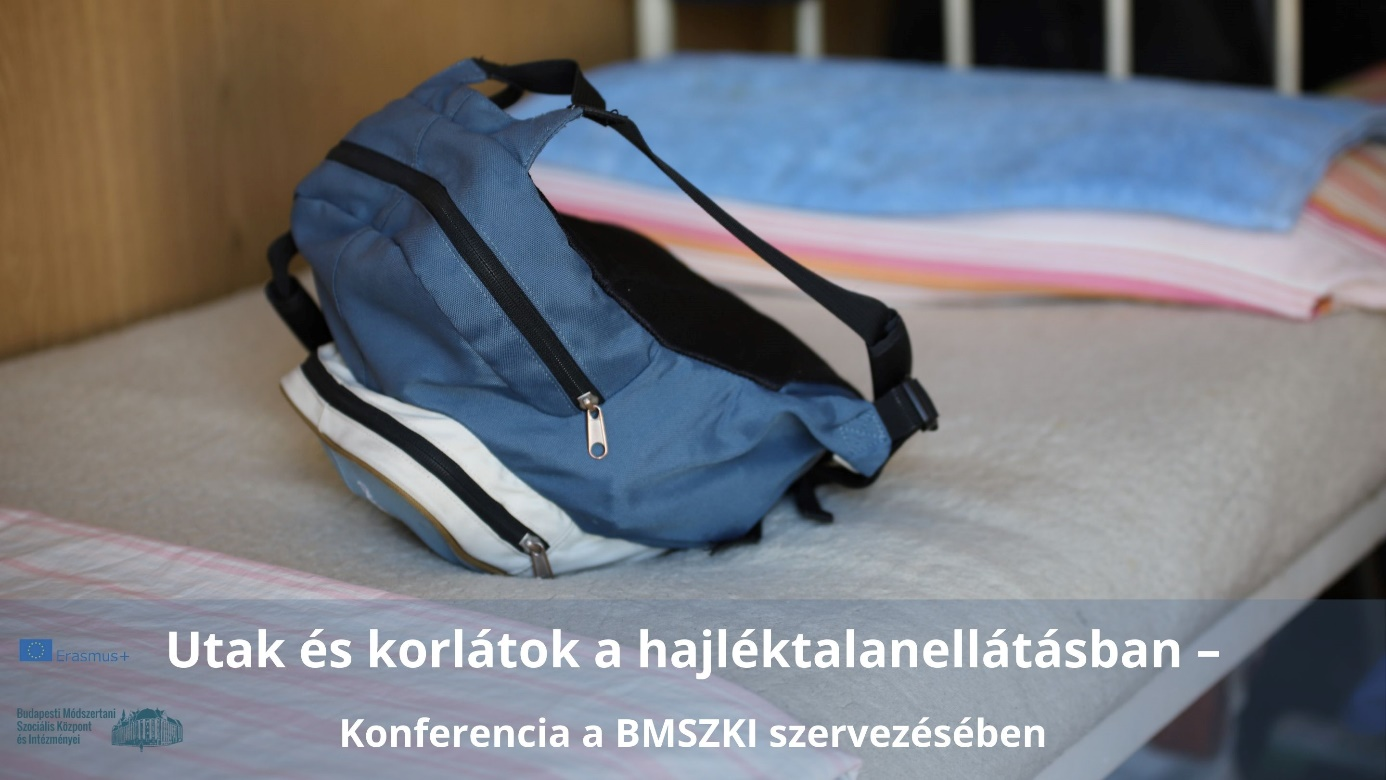 Utak és korlátok a hajléktalanellátásban –
Konferencia a BMSZKI szervezésében
Erasmus+
Budapesti Módszertani
Szociális Központ
és Intézményei